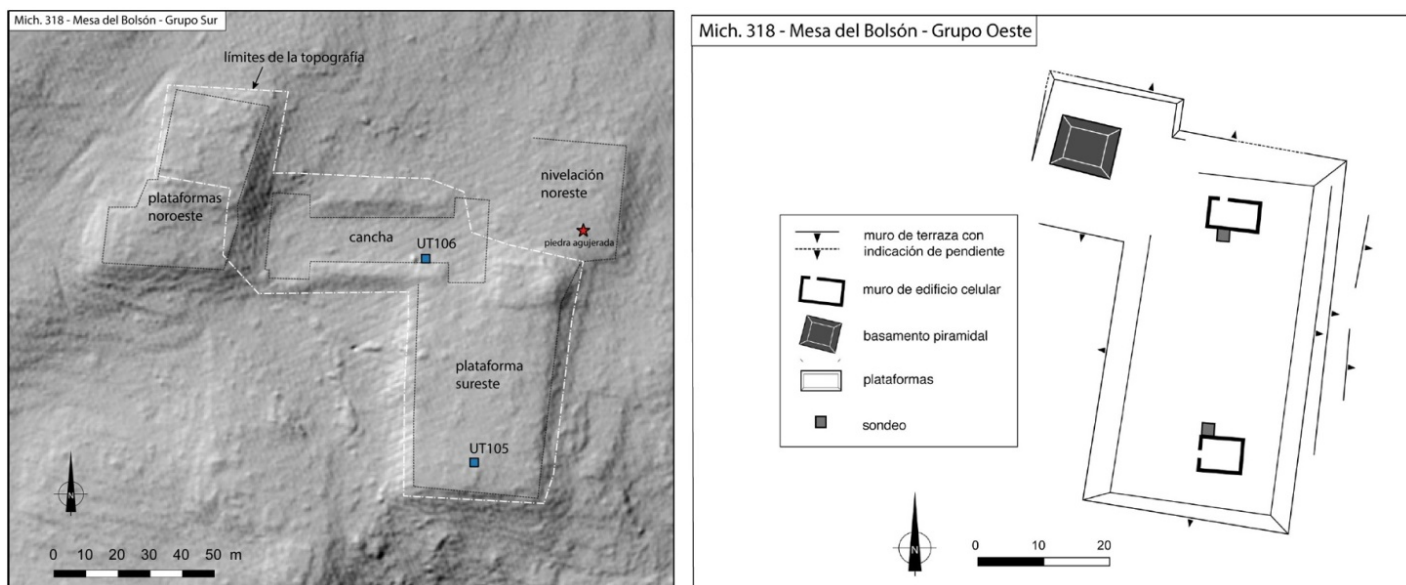 Mich. 318 - Mesa del Bolsón - Grupo Sur
límites de la topografía
plataformas
noroeste
nivelación
noreste
piedra agujerada
cancha
UT106
plataforma
sureste
UT105
N
0 10 20 30 40 50 m
Mich. 318 - Mesa del Bolsón - Grupo Oeste
muro de terraza con
indicación de pendiente
muro de edificio celular
basamento piramidal
plataformas
sondeo
N
0 10 20